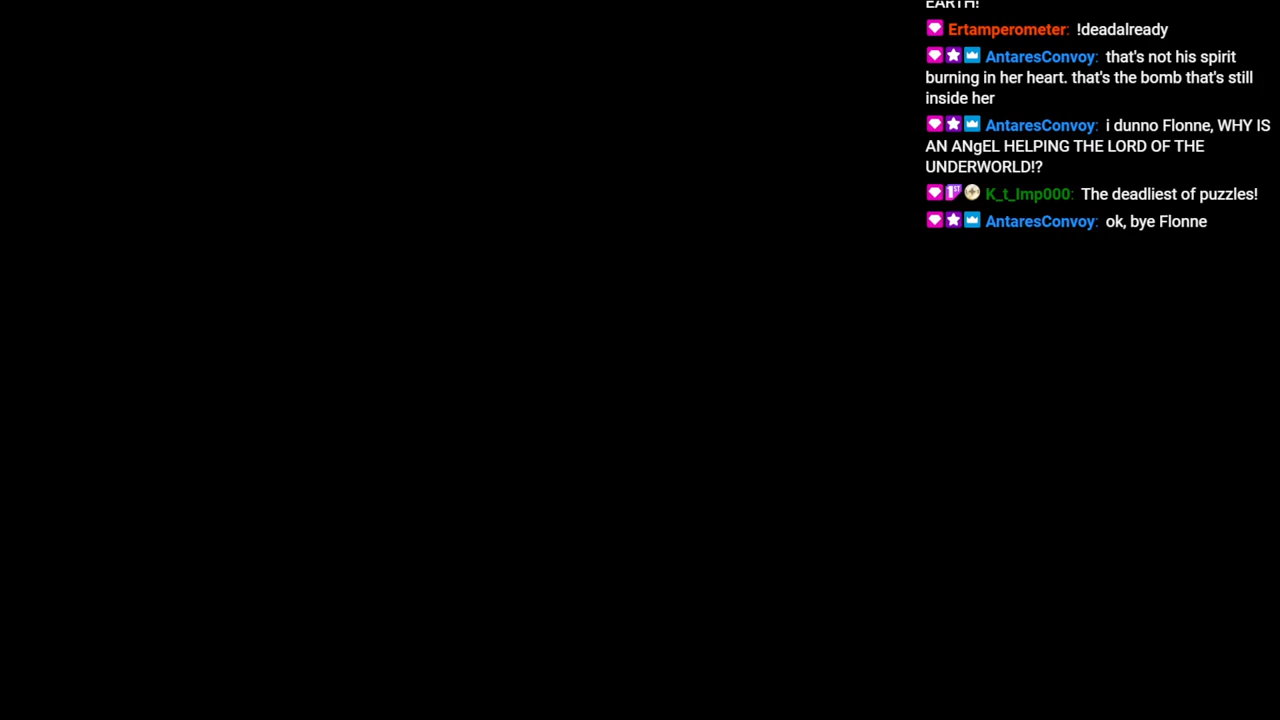 EARTH!
Ertamperometer: !deadalready
AntaresConvoy: that's not his spirit
burning in her heart. that's the bomb that's still
inside her
AntaresConvoy: i dunno Flonne, WHY IS
AN ANgEL HELPING THE LORD OF THE
UNDERWORLD!?
1ST K_t_Imp000: The deadliest of puzzles!
AntaresConvoy: ok, bye Flonne